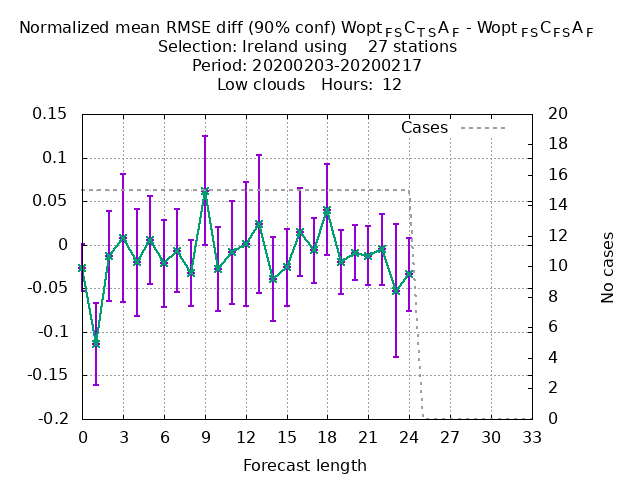 Normalized mean RMSE diff (90% conf) Wopt FS C TS A F - Wopt FS C FS A F
Selection: Ireland using 27 stations
Period: 20200203-20200217
Low clouds Hours: 12
Cases
0.15
0.1
0.05
0
-0.05
-0.1
-0.15
-0.2
20
18
16
14
12
10
8
6
4
2
0
No cases
0 3 6 9 12 15 18 21 24 27 30 33
Forecast length